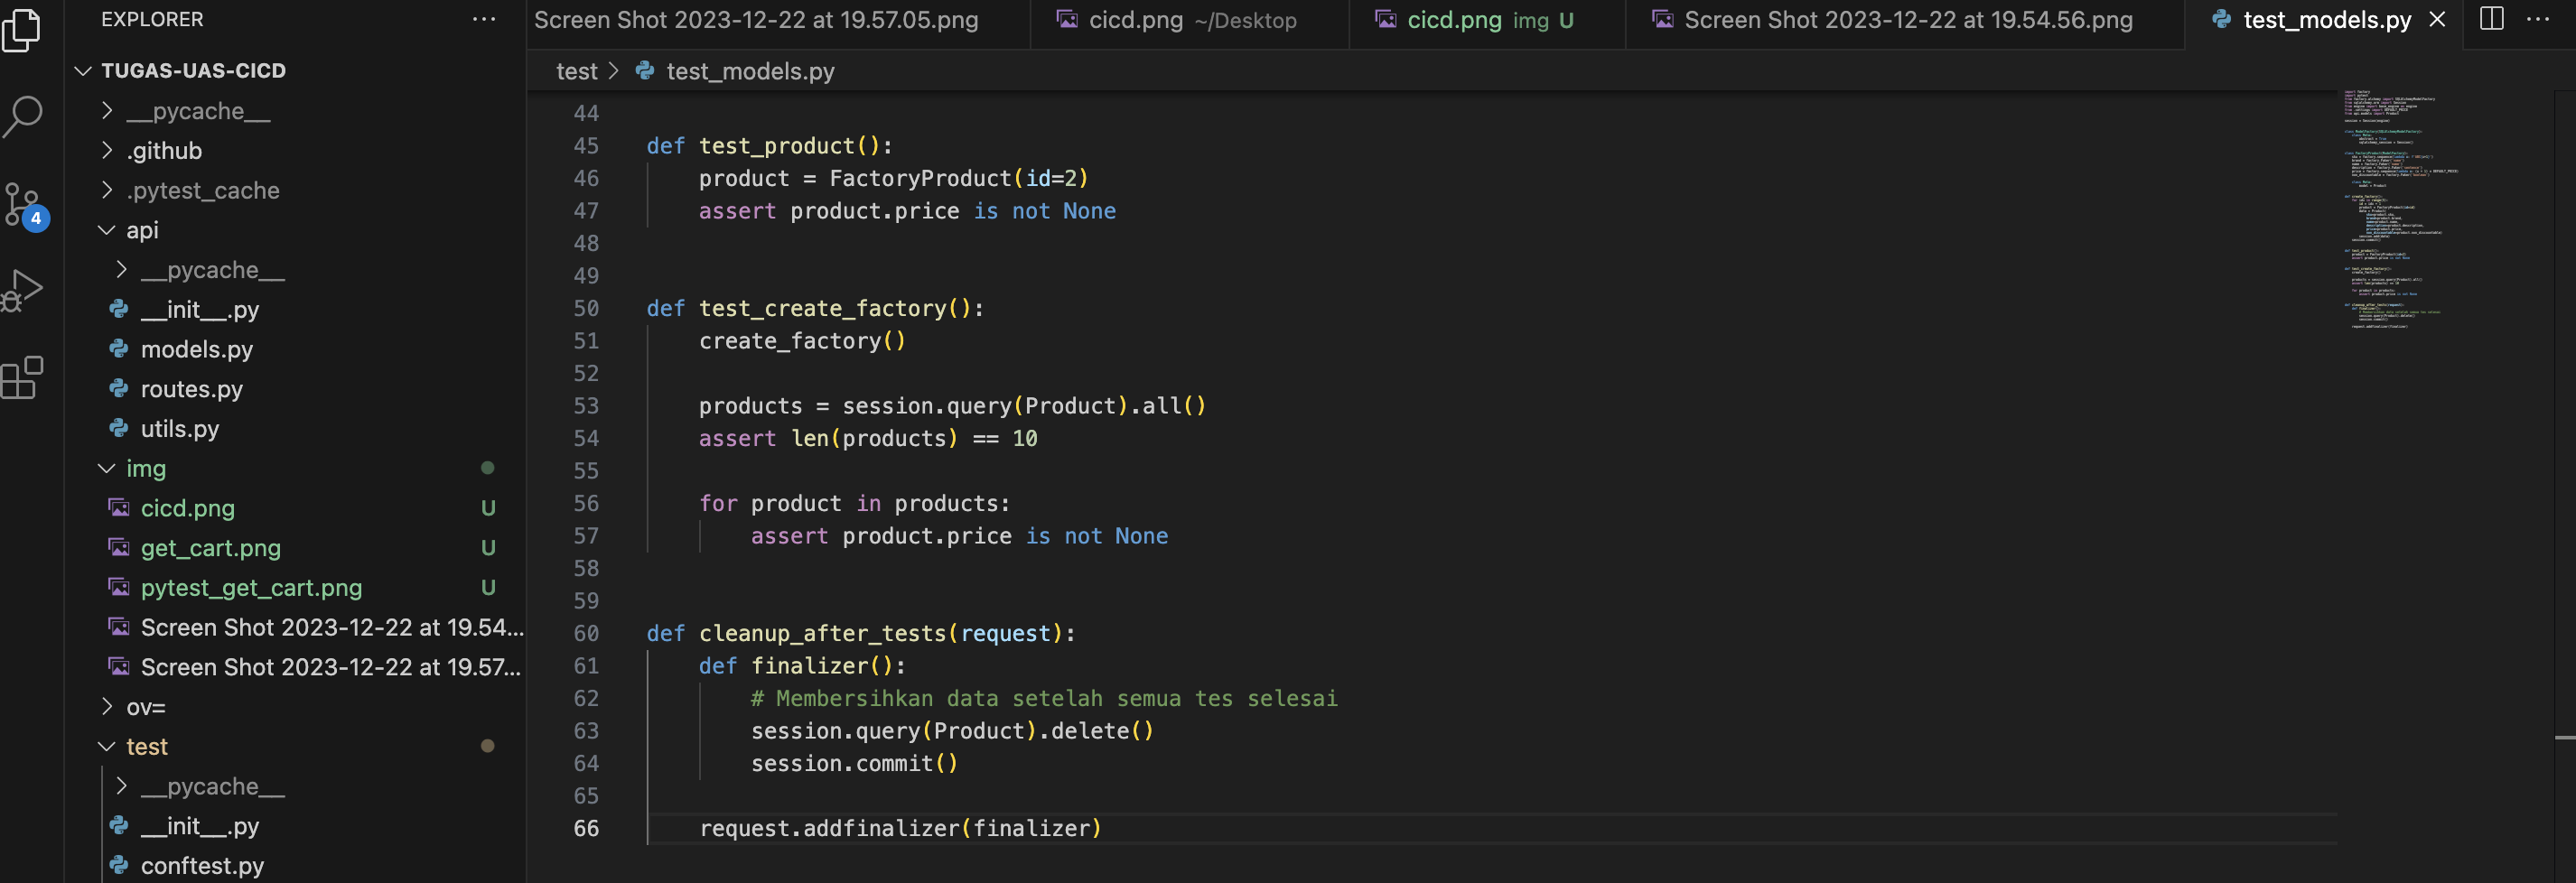 EXPLORER
TUGAS-UAS-CICD
__pycache__
.github
.pytest_cache
api
__pycache__
__init__.py
models.py
routes.py
utils.py
img
cicd.png U
get_cart.png U
pytest_get_cart.png U
Screen Shot 2023-12-22 at 19.54...
Screen Shot 2023-12-22 at 19.57...
ov=
test
__pycache__
__init__.py
conftest.py
4
Screen Shot 2023-12-22 at 19.57.05.png
cicd.png ~/Desktop
cicd.png img U
Screen Shot 2023-12-22 at 19.54.56.png
test_models.py
test > test_models.py
44
45 def test_product():
46 product = FactoryProduct(id=2)
47 assert product.price is not None
48
49
50 def test_create_factory():
51 create_factory()
52
53 products = session.query(Product).all()
54 assert len(products) == 10
55
56 for product in products:
57 assert product.price is not None
58
59
60 def cleanup_after_tests(request):
61 def finalizer():
62 # Membersihkan data setelah semua tes selesai
63 session.query(Product).delete()
64 session.commit()
65
66 request.addfinalizer(finalizer)